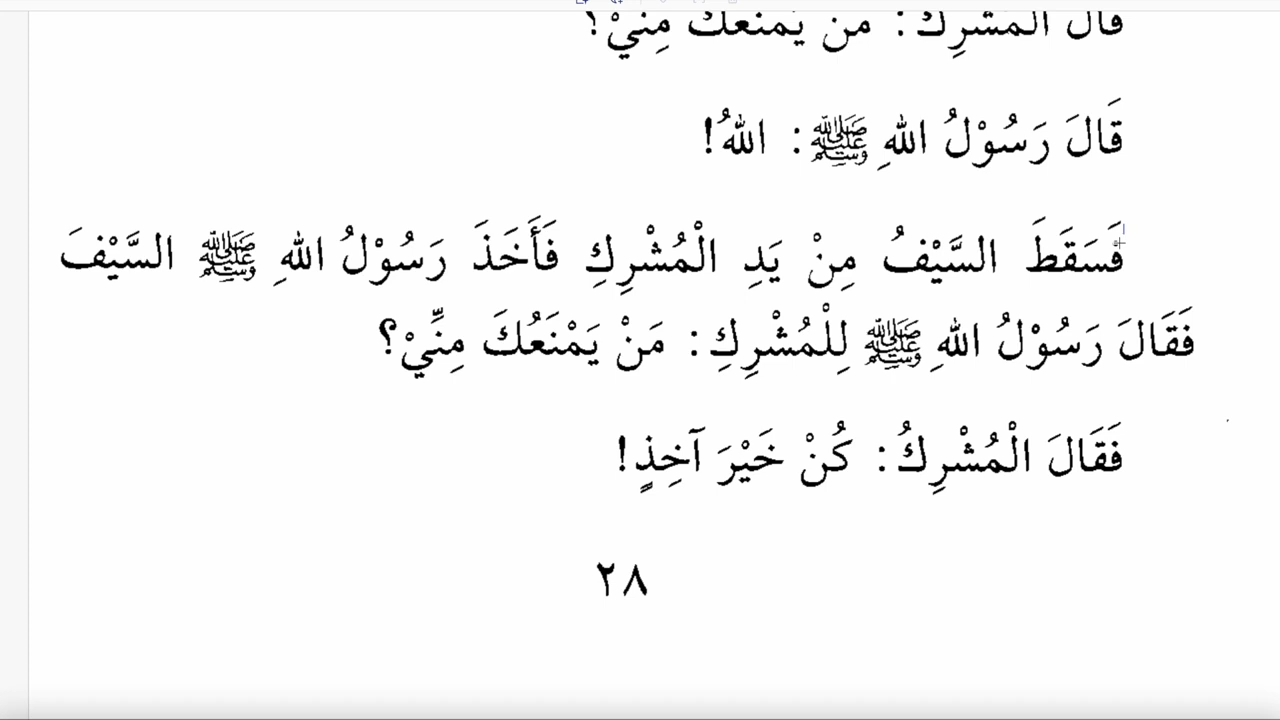 قَالَ الْمُشْرِكُ: مَنْ يَمْنَعُكَ مِنِّيْ؟
قَالَ رَسُوْلُ اللهِ ﷺ: اللهُ!
فَسَقَطَ السَّيْفُ مِنْ يَدِ الْمُشْرِكِ فَأَخَذَ رَسُوْلُ اللهِ ﷺ السَّيْفَ
فَقَالَ رَسُوْلُ اللهِ ﷺ لِلْمُشْرِكِ: مَنْ يَمْنَعُكَ مِنِّيْ؟
فَقَالَ الْمُشْرِكُ: كُنْ خَيْرَ آخِذٍ!
٢٨